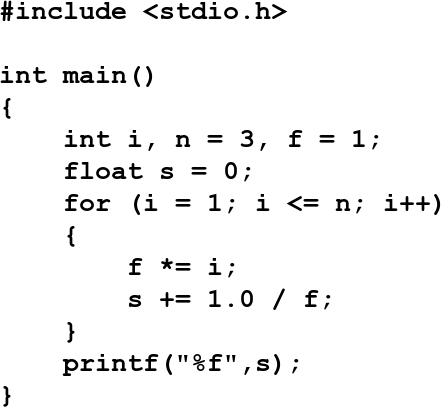 #include <stdio.h>
int main()
{
    int i, n = 3, f = 1;
    float s = 0;
    for (i = 1; i <= n; i++)
    {
        f *= i;
        s += 1.0 / f;
    }
    printf("%f",s);
}